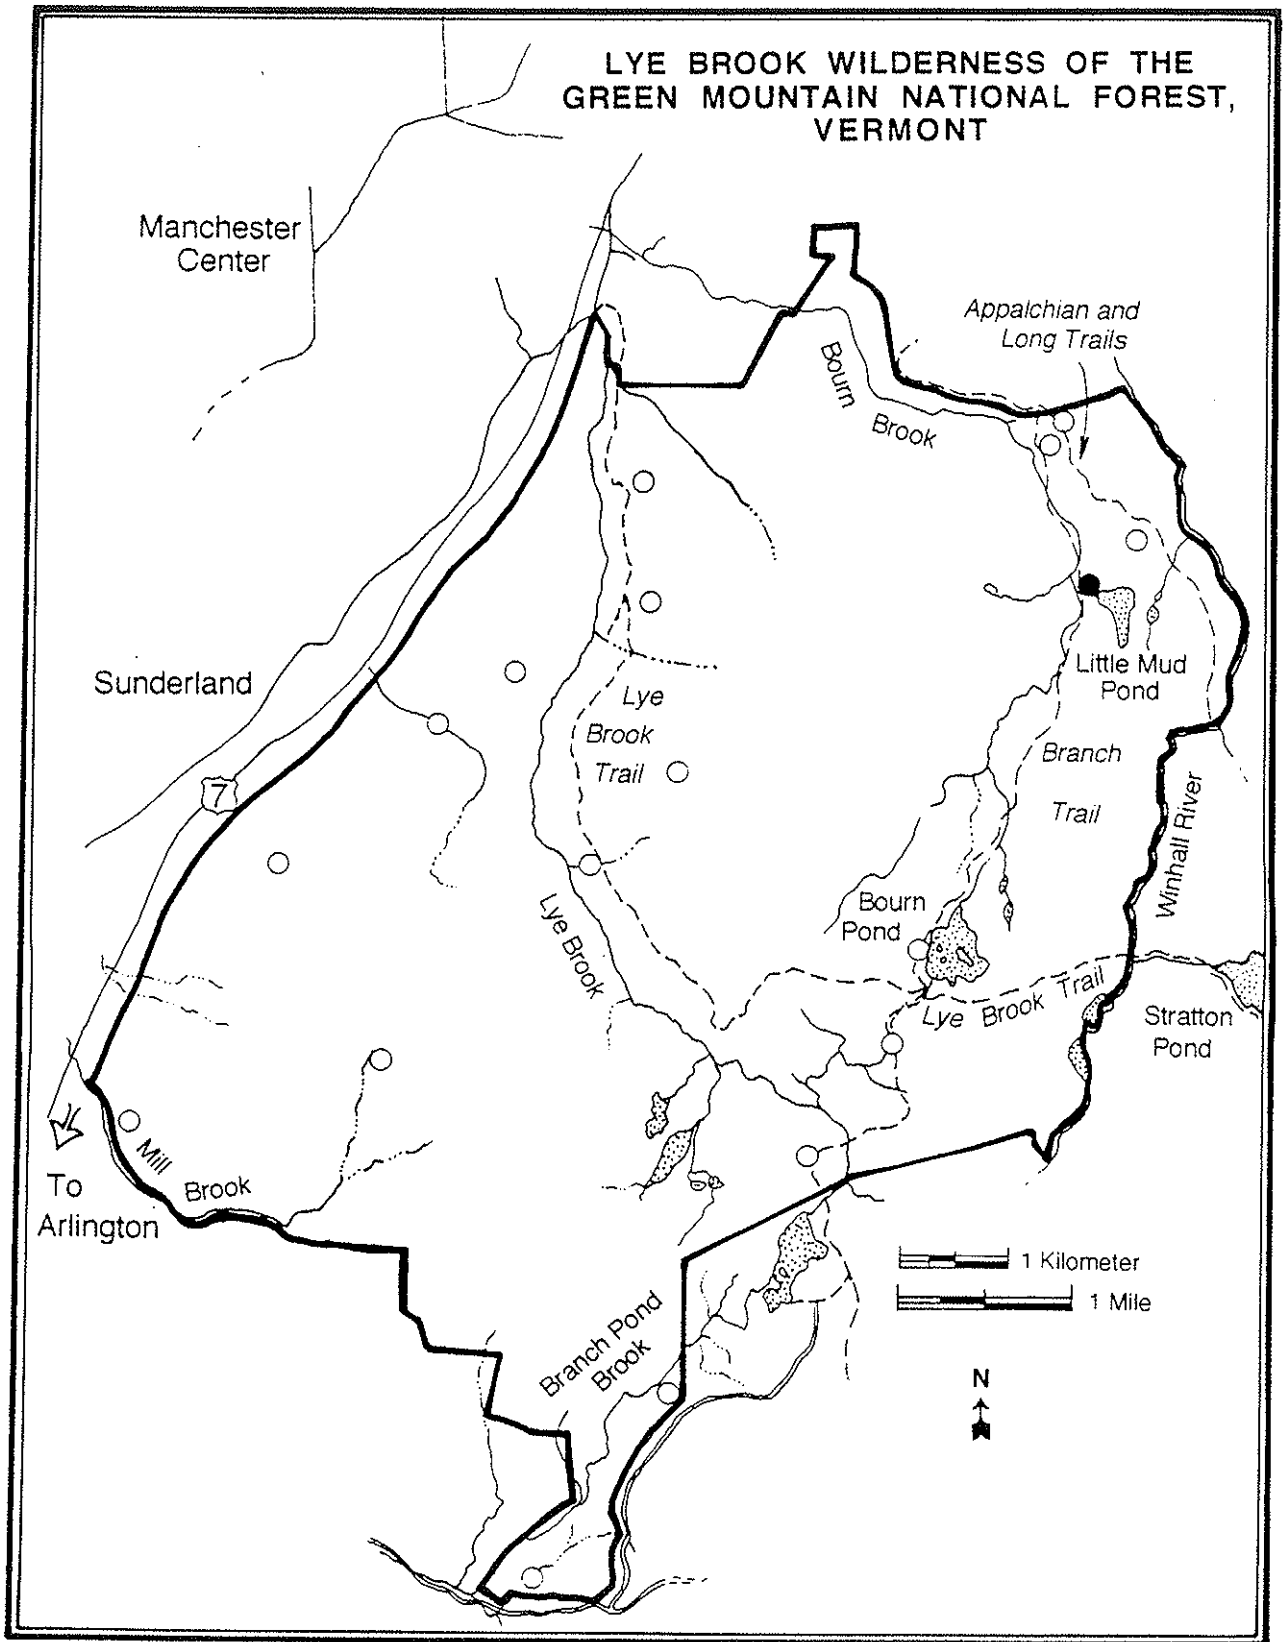 LYE BROOK WILDERNESS OF THE
GREEN MOUNTAIN NATIONAL FOREST,
VERMONT
Manchester
Center
Appalchian and
Long Trails
Bourn
Brook
Sunderland
Little Mud
Pond
Lye
Brook
Trail
Branch
Trail
7
Winhall River
Bourn
Pond
Lye Brook
Lye Brook Trail
Stratton
Pond
Mill
Brook
To
Arlington
1 Kilometer
1 Mile
Branch Pond
Brook
N